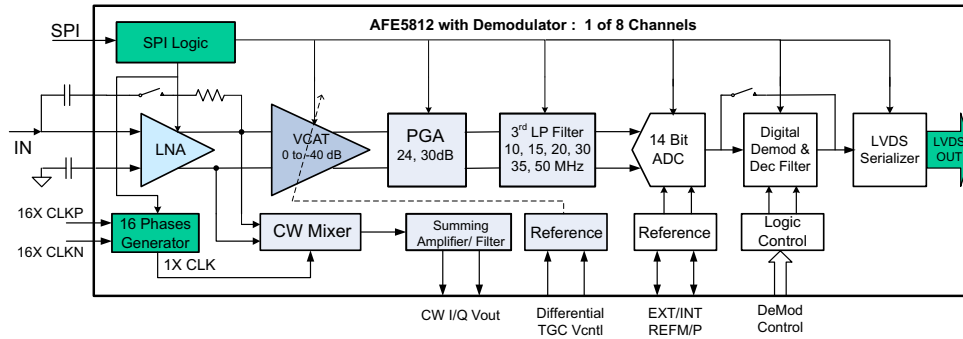 AFE5812 with Demodulator : 1 of 8 Channels
SPI
SPI Logic
IN
LNA
VCAT
0 to -40 dB
PGA
24, 30dB
3rd LP Filter
10, 15, 20, 30
35, 50 MHz
14 Bit
ADC
Digital
Demod &
Dec Filter
LVDS
Serializer
LVDS
OUT
16X CLKP
16X CLKN
16 Phases
Generator
1X CLK
CW Mixer
Summing
Amplifier/ Filter
Reference
Reference
Logic
Control
CW I/Q Vout
Differential
TGC Vcntl
EXT/INT
REFM/P
DeMod
Control